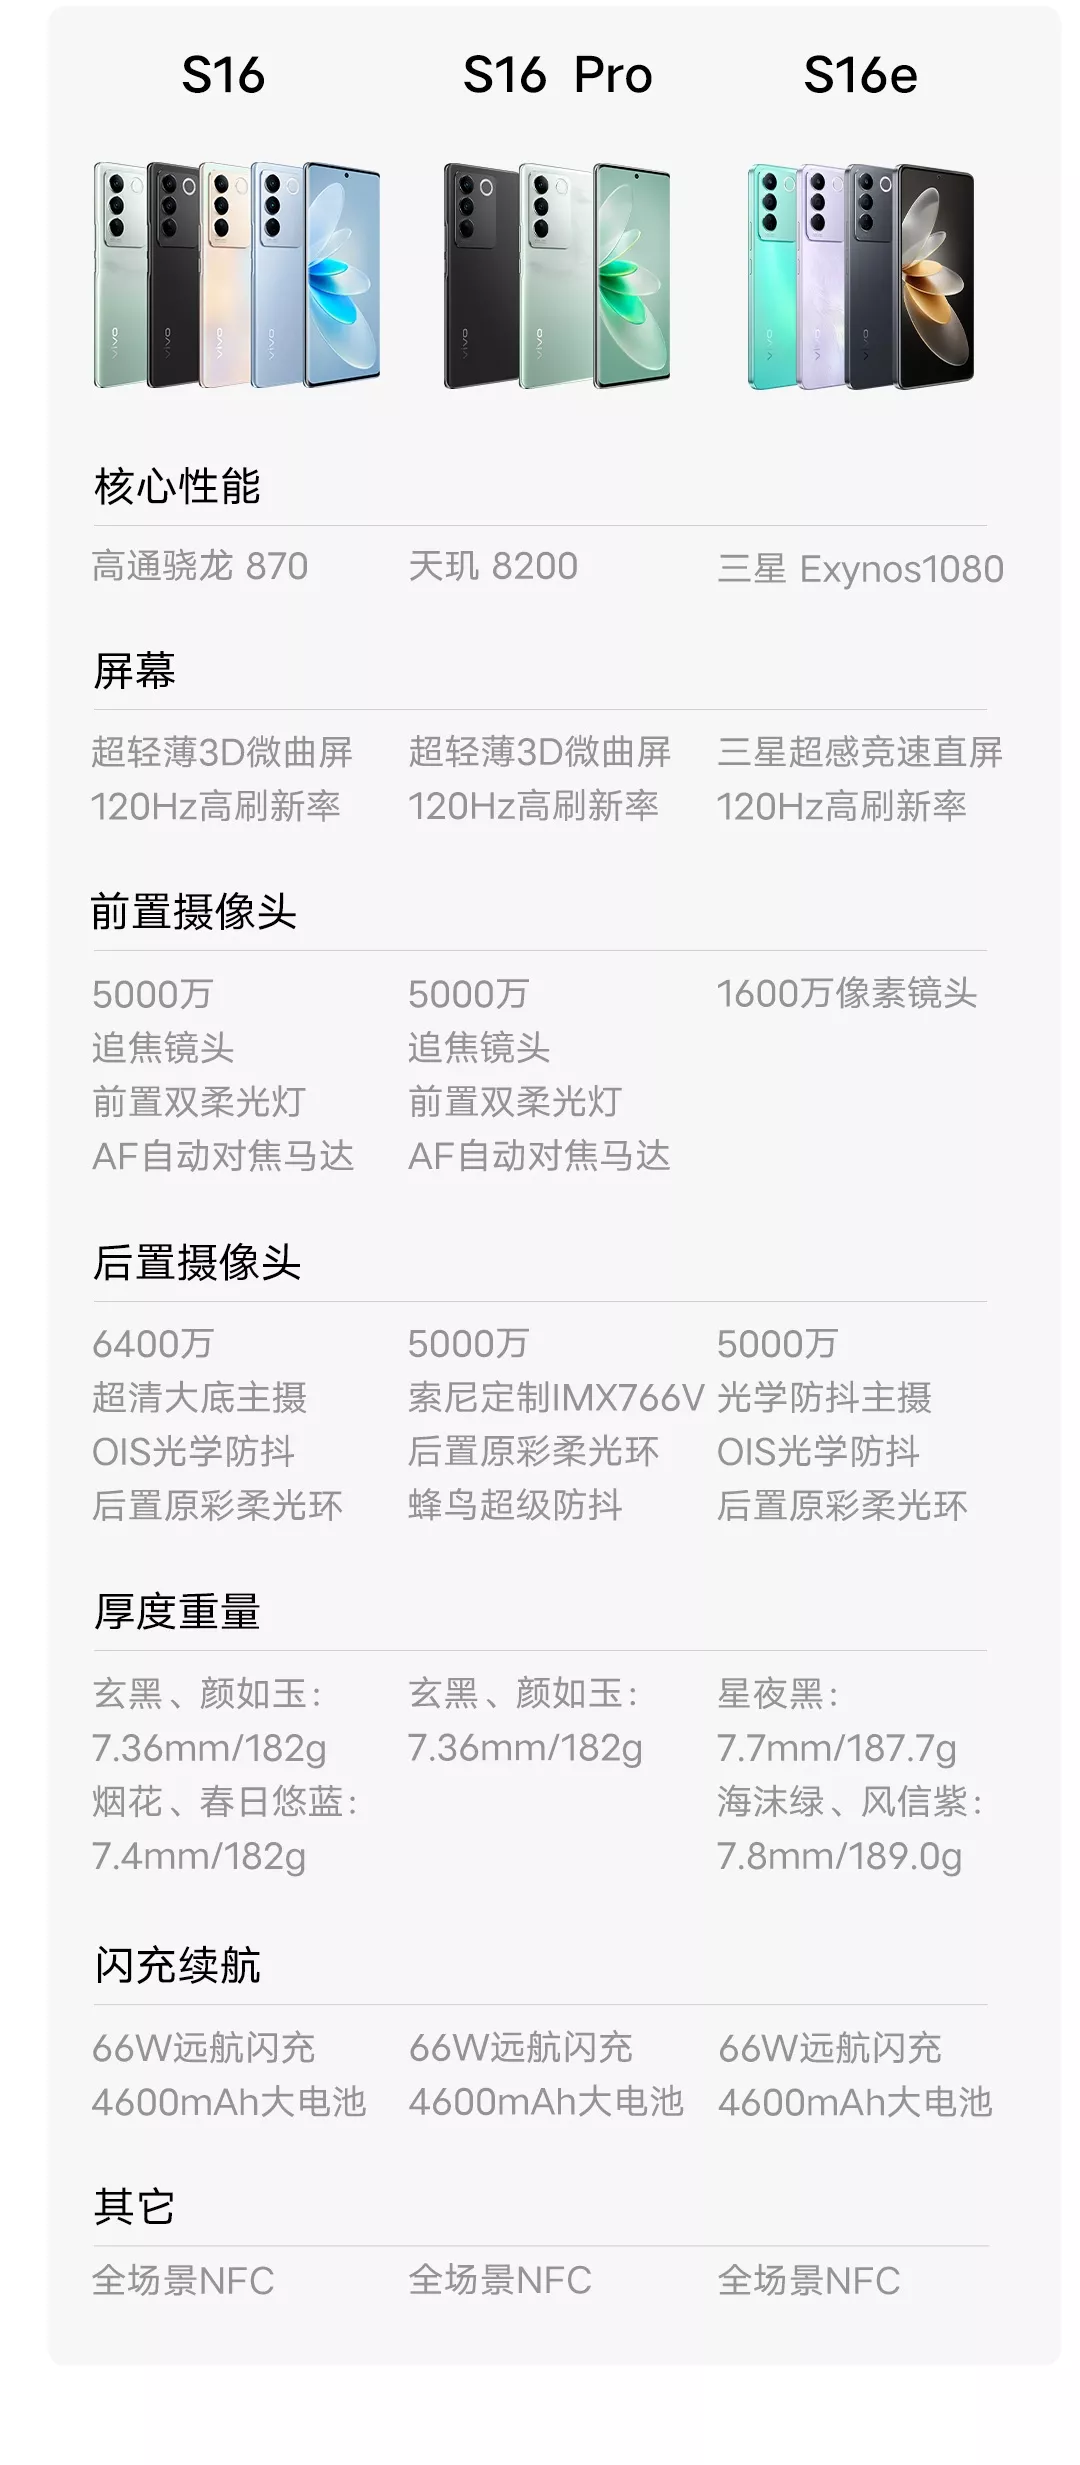 S16 S16 Pro S16e
vivo vivo vivo vivo vivo vivo vivo vivo vivo
核心性能
高通骁龙 870 天玑 8200 三星 Exynos1080
屏幕
超轻薄3D微曲屏 超轻薄3D微曲屏 三星超感竞速直屏
120Hz高刷新率 120Hz高刷新率 120Hz高刷新率
前置摄像头
5000万 5000万 1600万像素镜头
追焦镜头 追焦镜头
前置双柔光灯 前置双柔光灯
AF自动对焦马达 AF自动对焦马达
后置摄像头
6400万 5000万 5000万
超清大底主摄 索尼定制IMX766V 光学防抖主摄
OIS光学防抖 后置原彩柔光环 OIS光学防抖
后置原彩柔光环 蜂鸟超级防抖 后置原彩柔光环
厚度重量
玄黑、颜如玉： 玄黑、颜如玉： 星夜黑：
7.36mm/182g 7.36mm/182g 7.7mm/187.7g
烟花、春日悠蓝： 海沫绿、风信紫：
7.4mm/182g 7.8mm/189.0g
闪充续航
66W远航闪充 66W远航闪充 66W远航闪充
4600mAh大电池 4600mAh大电池 4600mAh大电池
其它
全场景NFC 全场景NFC 全场景NFC